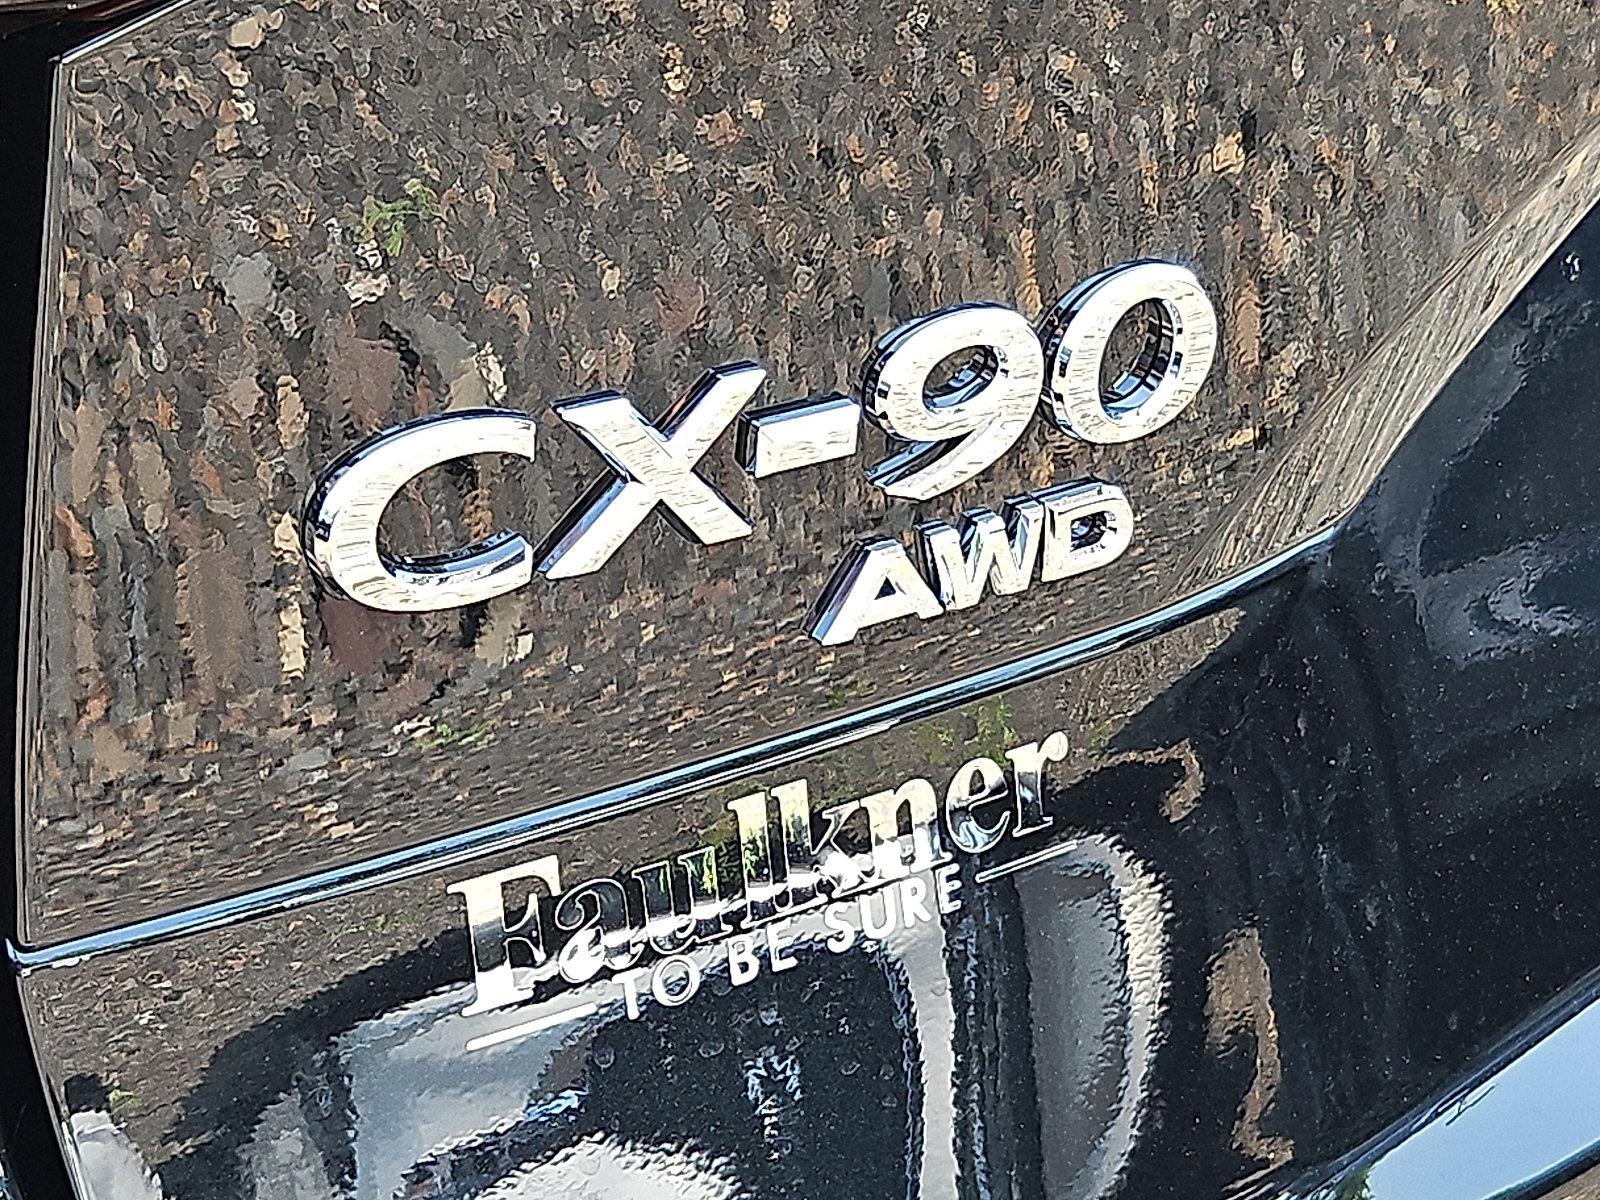 CX-90
AWD
Faulkner
TO BE SURE